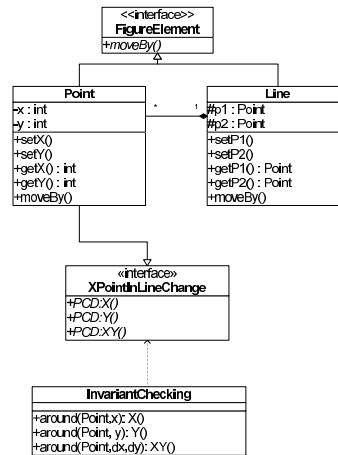 <<interface>>
FigureElement
+moveBy()
Point
-x : int
-y : int
+setX()
+setY()
+getX() : int
+getY() : int
+moveBy()
* 1
Line
#p1 : Point
#p2 : Point
+setP1()
+setP2()
+getP1() : Point
+getP2() : Point
+moveBy()
«interface»
XPointInLineChange
+PCD:X()
+PCD:Y()
+PCD:XY()
InvariantChecking
+around(Point,x): X()
+around(Point, y): Y()
+around(Point,dx,dy): XY()